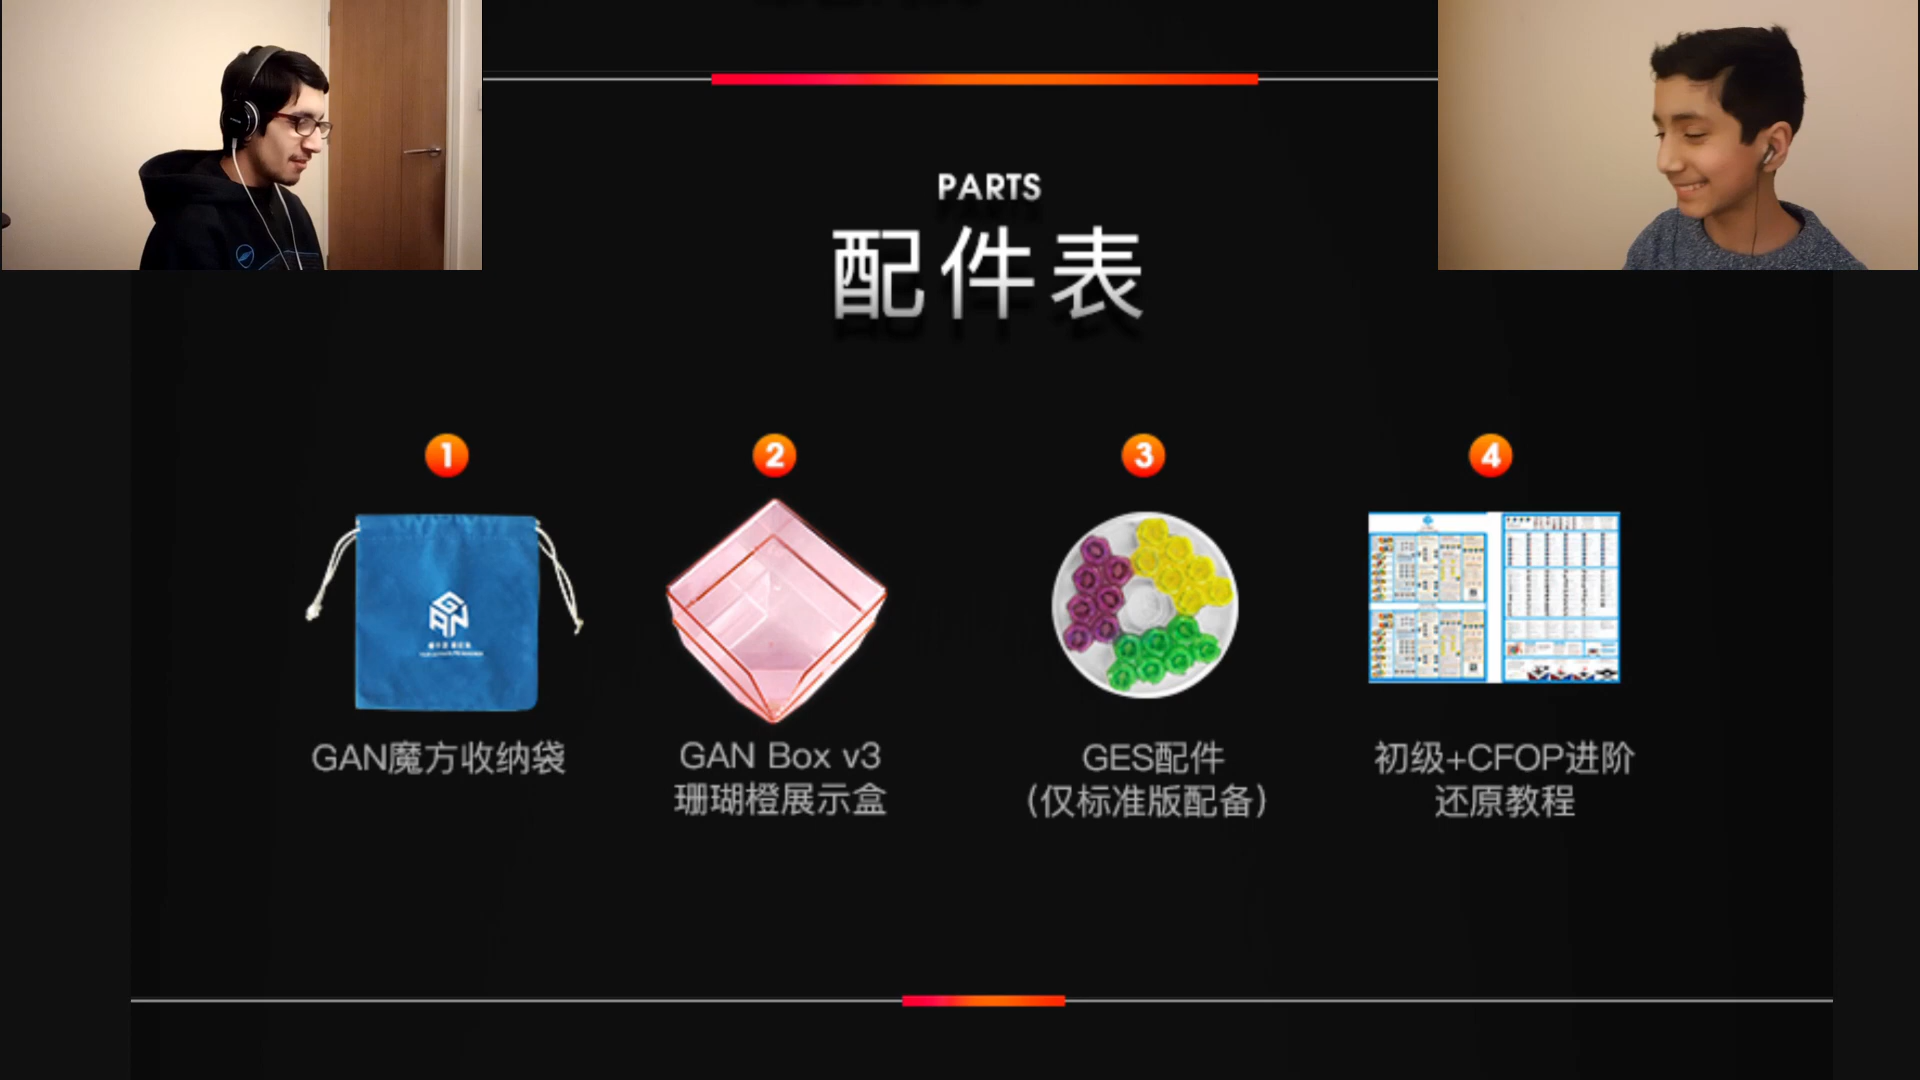 PARTS
配件表
1
2
3
4
GAN
GAN魔方收纳袋
GAN Box v3
珊瑚橙展示盒
GES配件
（仅标准版配备）
初级+CFOP进阶
还原教程